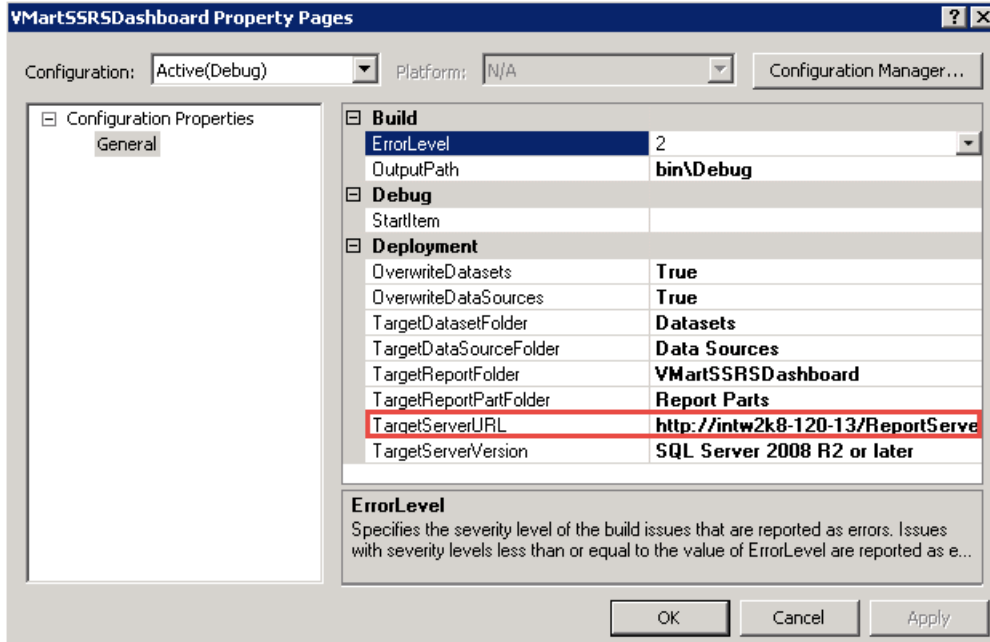 VMartSSRSDashboard Property Pages
Configuration: Active(Debug) Platform: N/A Configuration Manager...
Configuration Properties
General
Build
ErrorLevel 2
OutputPath bin\Debug
Debug
StartItem
Deployment
OverwriteDatasets True
OverwriteDataSources True
TargetDatasetFolder Datasets
TargetDataSourceFolder Data Sources
TargetReportFolder VMartSSRSDashboard
TargetReportPartFolder Report Parts
TargetServerURL http://intw2k8-120-13/ReportServe
TargetServerVersion SQL Server 2008 R2 or later
ErrorLevel
Specifies the severity level of the build issues that are reported as errors. Issues
with severity levels less than or equal to the value of ErrorLevel are reported as e...
OK Cancel Apply